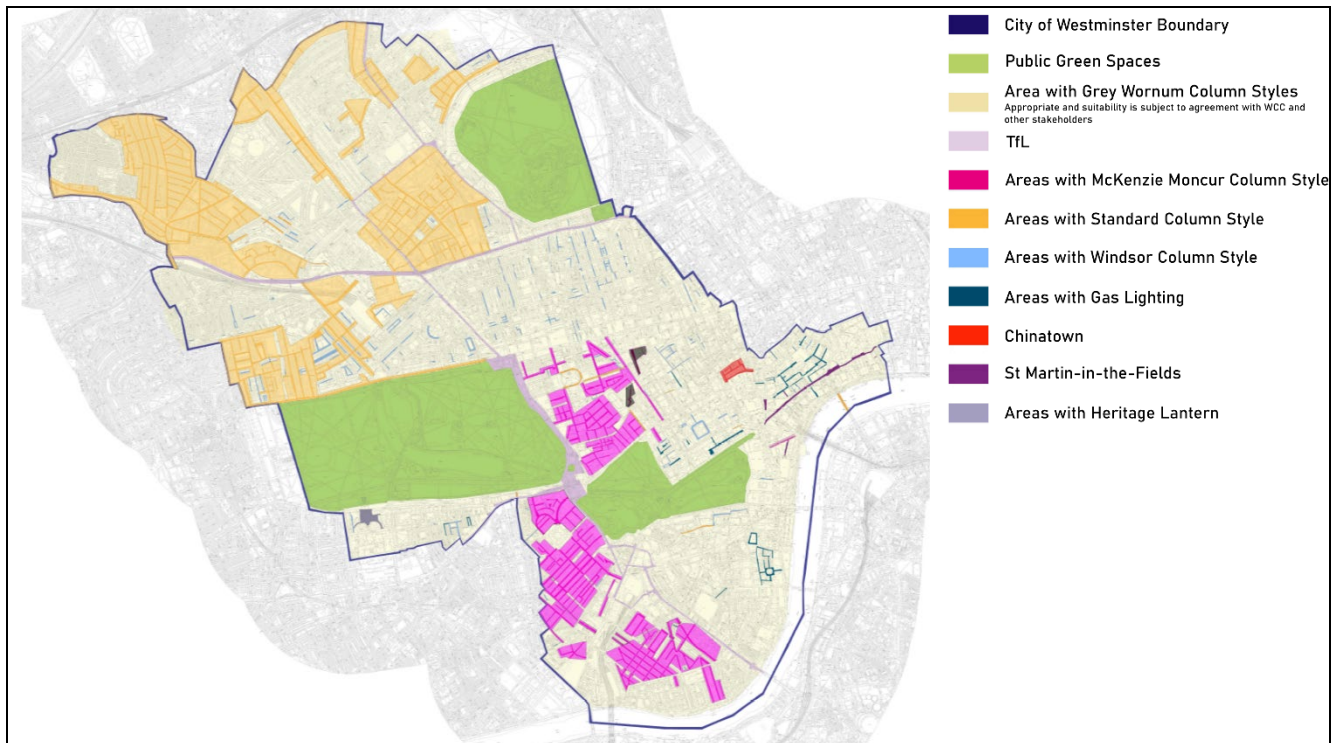 City of Westminster Boundary
Public Green Spaces
Area with Grey Wornum Column Styles
Appropriate and suitability is subject to agreement with WCC and
other stakeholders
TfL
Areas with McKenzie Moncur Column Style
Areas with Standard Column Style
Areas with Windsor Column Style
Areas with Gas Lighting
Chinatown
St Martin-in-the-Fields
Areas with Heritage Lantern